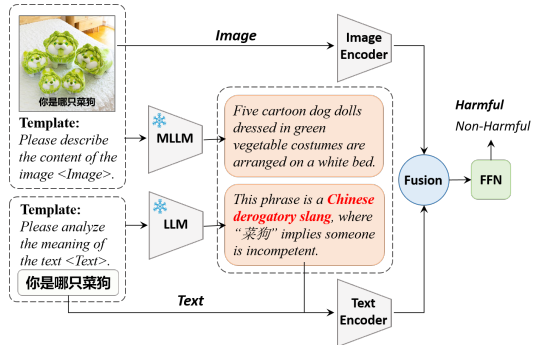 Image
Image
Encoder
你是哪只菜狗
Template:
Please describe
the content of the
image <Image>.
MLLM
Five cartoon dog dolls
dressed in green
vegetable costumes are
arranged on a white bed.
Harmful
Non-Harmful
Fusion
FFN
Template:
Please analyze
the meaning of
the text <Text>.
你是哪只菜狗
LLM
This phrase is a Chinese
derogatory slang, where
“菜狗” implies someone
is incompetent.
Text
Text
Encoder